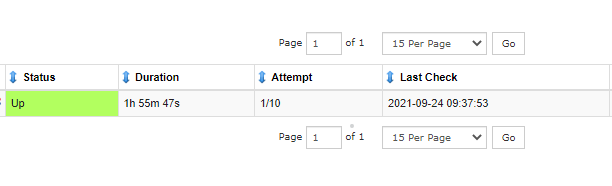 Page 1 of 1 15 Per Page Go
Status Duration Attempt Last Check
Up 1h 55m 47s 1/10 2021-09-24 09:37:53
Page 1 of 1 15 Per Page Go